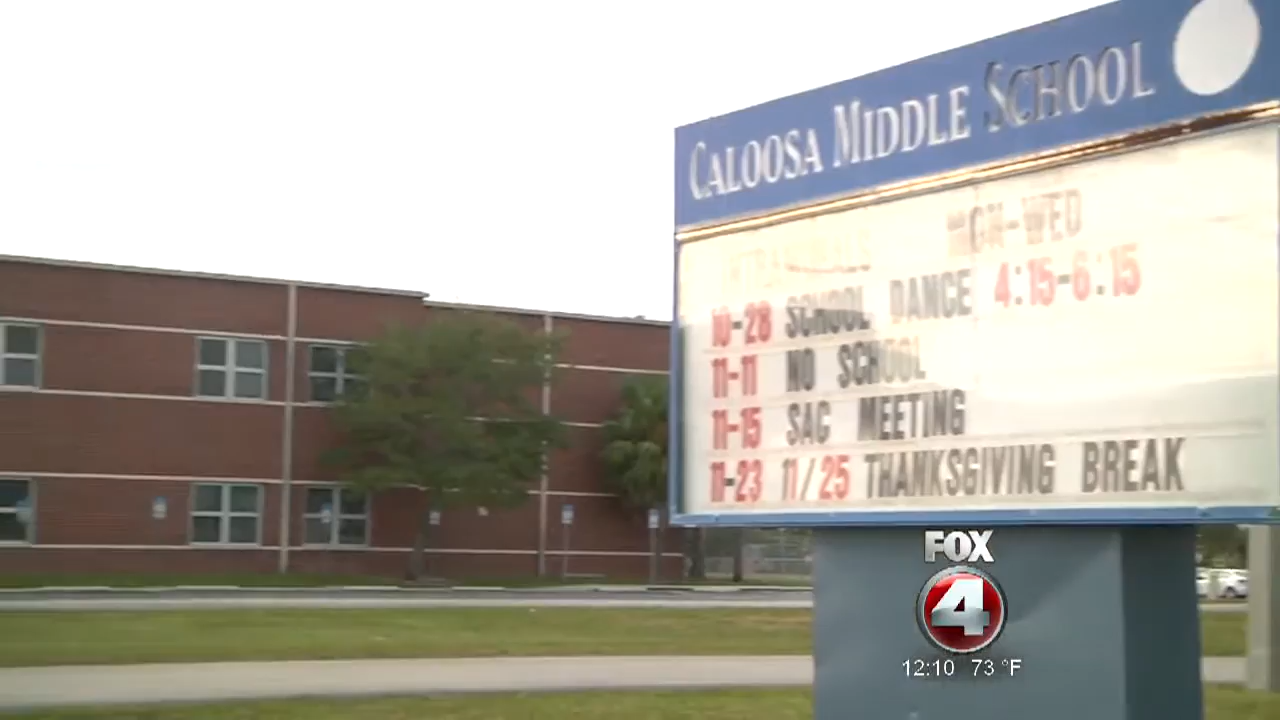 CALOOSA MIDDLE SCHOOL
MON-WED
10-28 SCHOOL DANCE 4:15-6:15
11-11 NO SCHOOL
11-15 SAC MEETING
11-23 11/25 THANKSGIVING BREAK
FOX
4
12:10 73 °F